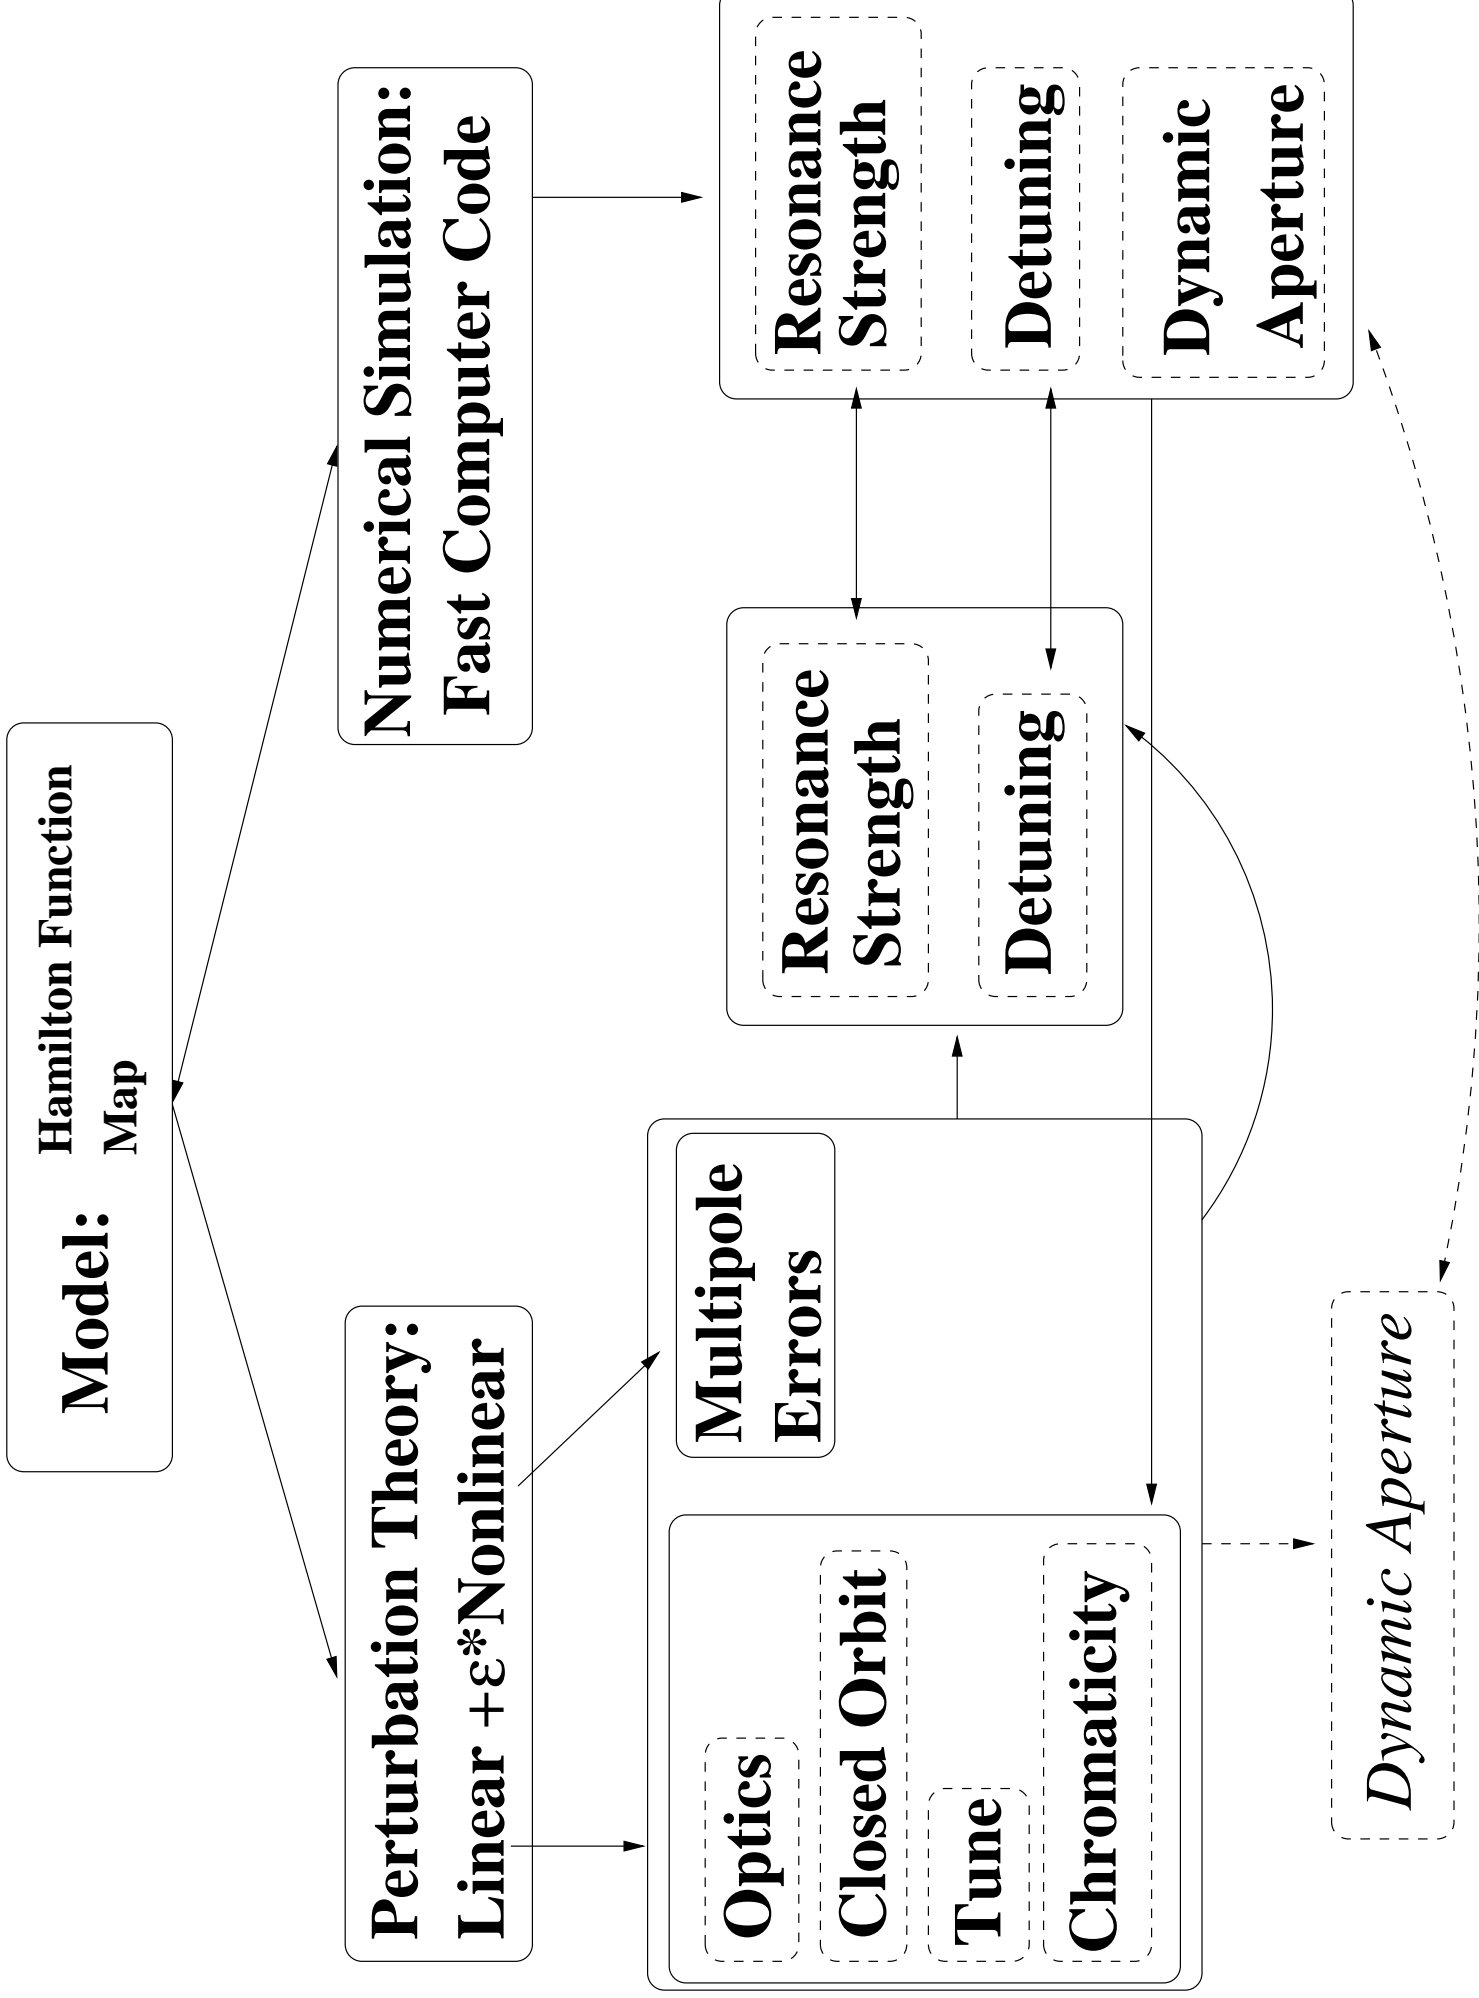 Model:
Hamilton Function
Map
Perturbation Theory:
Linear +ε*Nonlinear
Numerical Simulation:
Fast Computer Code
Optics
Closed Orbit
Tune
Chromaticity
Multipole
Errors
Resonance
Strength
Detuning
Resonance
Strength
Detuning
Dynamic
Aperture
Dynamic Aperture